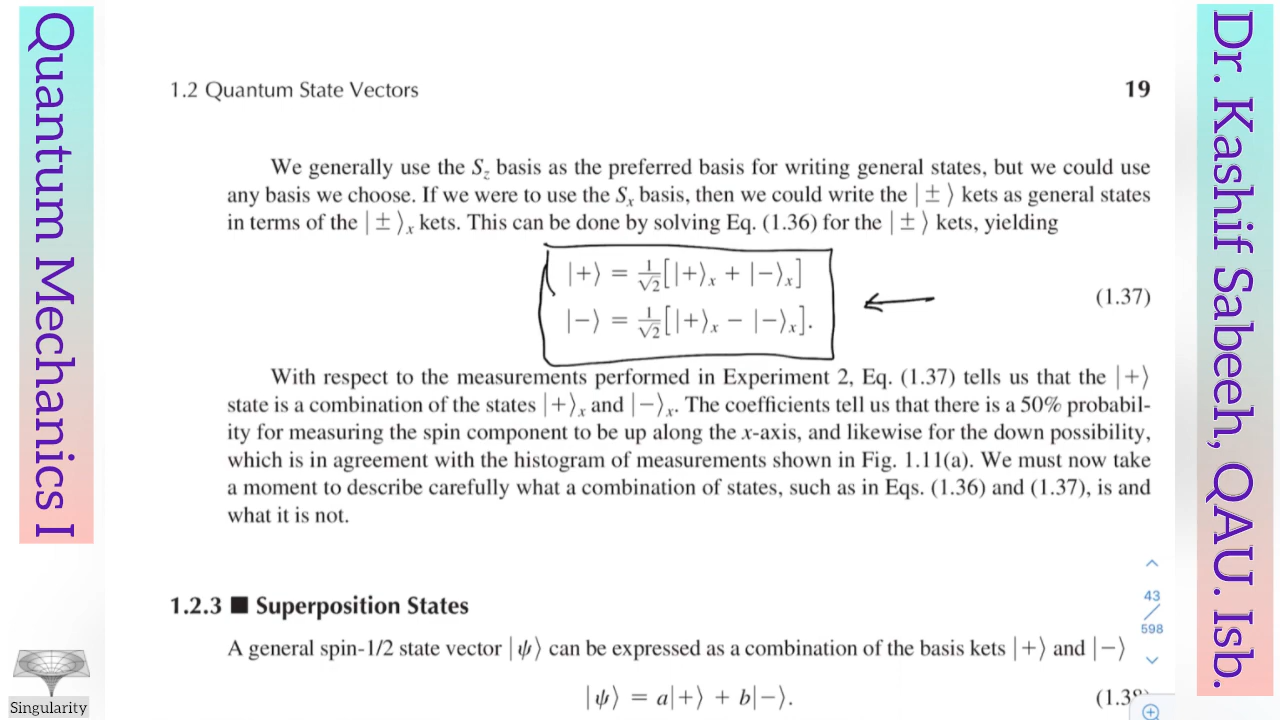 Quantum Mechanics I
Dr. Kashif Sabeeh, QAU. Isb.
1.2 Quantum State Vectors 19
We generally use the S_z basis as the preferred basis for writing general states, but we could use
any basis we choose. If we were to use the S_x basis, then we could write the |±⟩ kets as general states
in terms of the |±⟩_x kets. This can be done by solving Eq. (1.36) for the |±⟩ kets, yielding
|+⟩ = 1/√2[|+⟩_x + |−⟩_x]
(1.37)
|−⟩ = 1/√2[|+⟩_x − |−⟩_x].
With respect to the measurements performed in Experiment 2, Eq. (1.37) tells us that the |+⟩
state is a combination of the states |+⟩_x and |−⟩_x. The coefficients tell us that there is a 50% probabil-
ity for measuring the spin component to be up along the x-axis, and likewise for the down possibility,
which is in agreement with the histogram of measurements shown in Fig. 1.11(a). We must now take
a moment to describe carefully what a combination of states, such as in Eqs. (1.36) and (1.37), is and
what it is not.
1.2.3 ■ Superposition States
A general spin-1/2 state vector |ψ⟩ can be expressed as a combination of the basis kets |+⟩ and |−⟩
|ψ⟩ = a|+⟩ + b|−⟩.
43
/
598
Singularity